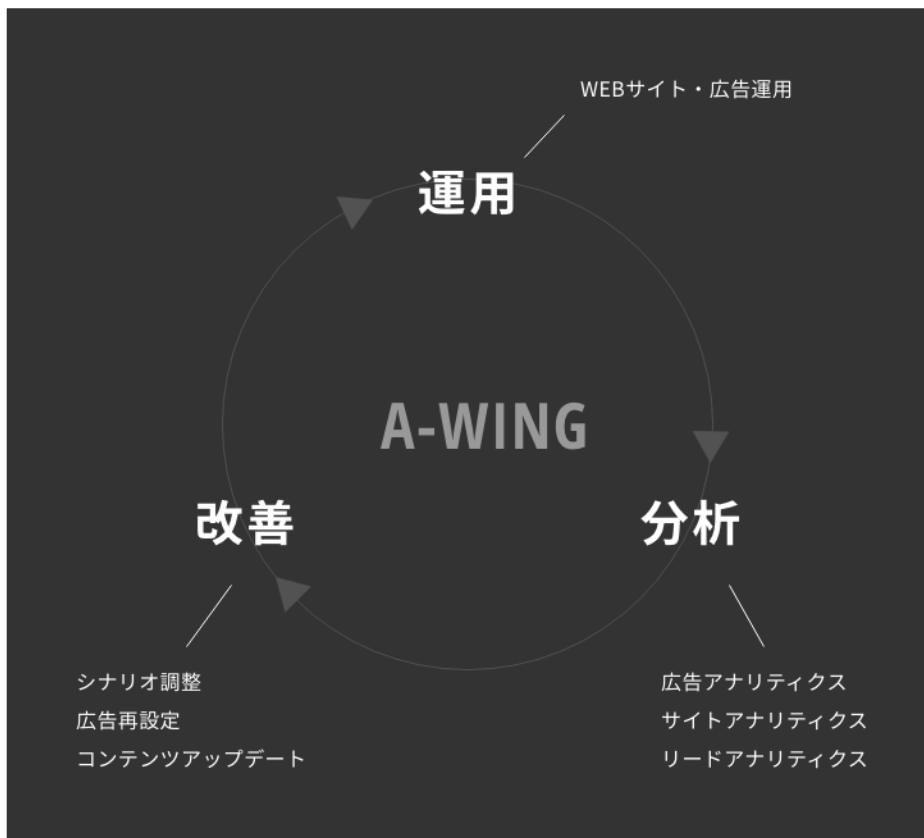 WEBサイト・広告運用
運用
A-WING
改善
分析
シナリオ調整
広告再設定
コンテンツアップデート
広告アナリティクス
サイトアナリティクス
リードアナリティクス